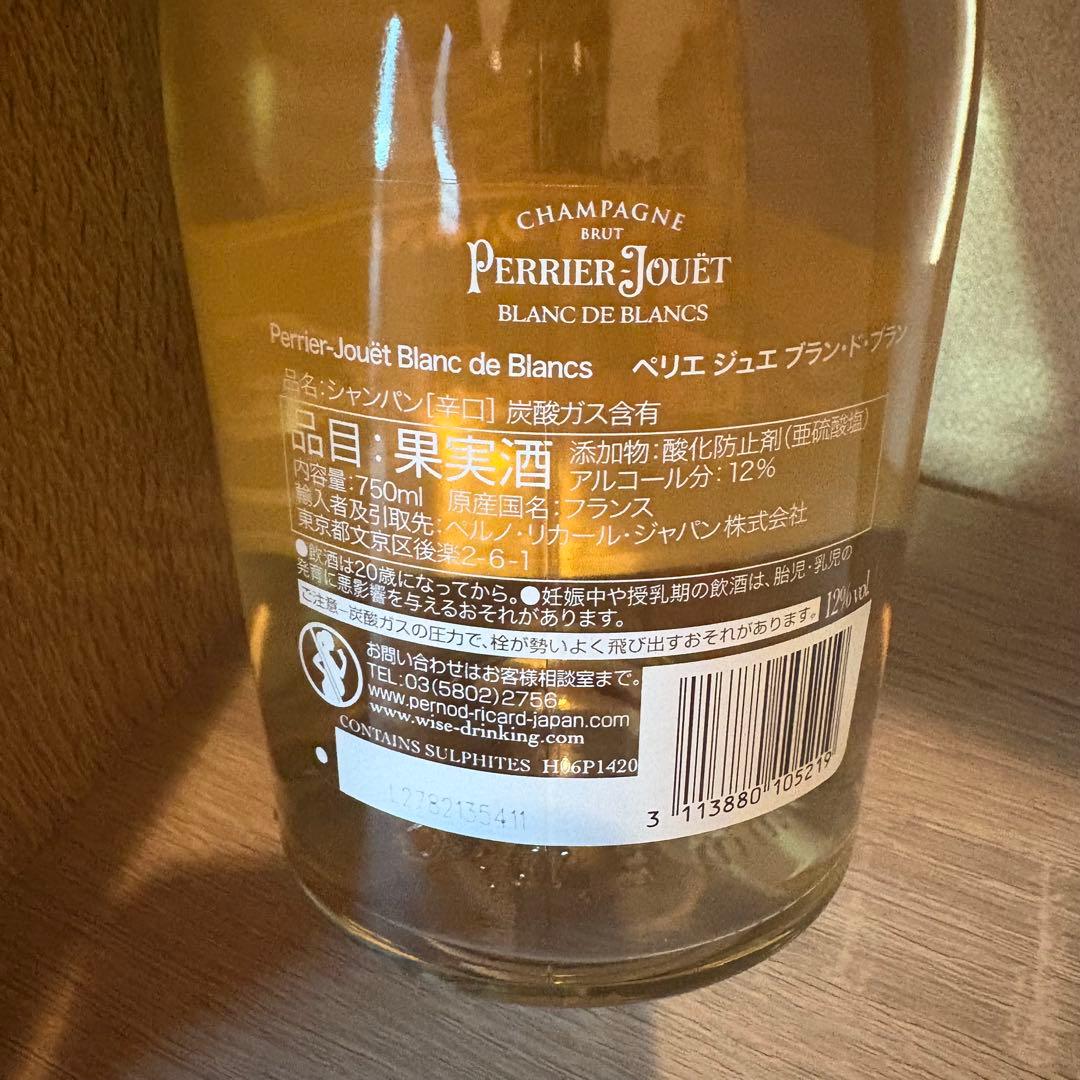 CHAMPAGNE
BRUT
PERRIER-JOUËT
BLANC DE BLANCS
Perrier-Jouët Blanc de Blancs ペリエ ジュエ ブラン・ド・ブラン
品名:シャンパン[辛口] 炭酸ガス含有
品目:果実酒
添加物:酸化防止剤(亜硫酸塩)
アルコール分:12%
内容量:750ml 原産国名:フランス
輸入者及引取先:ペルノ・リカール・ジャパン株式会社
東京都文京区後楽2-6-1
●飲酒は20歳になってから。●妊娠中や授乳期の飲酒は、胎児・乳児の
発育に悪影響を与えるおそれがあります。
ご注意-炭酸ガスの圧力で、栓が勢いよく飛び出すおそれがあります。
12% vol
お問い合わせはお客様相談室まで。
TEL:03(5802)2756
www.pernod-ricard-japan.com
www.wise-drinking.com
CONTAINS SULPHITES H06P1420
L2782135411
3 113880 105219